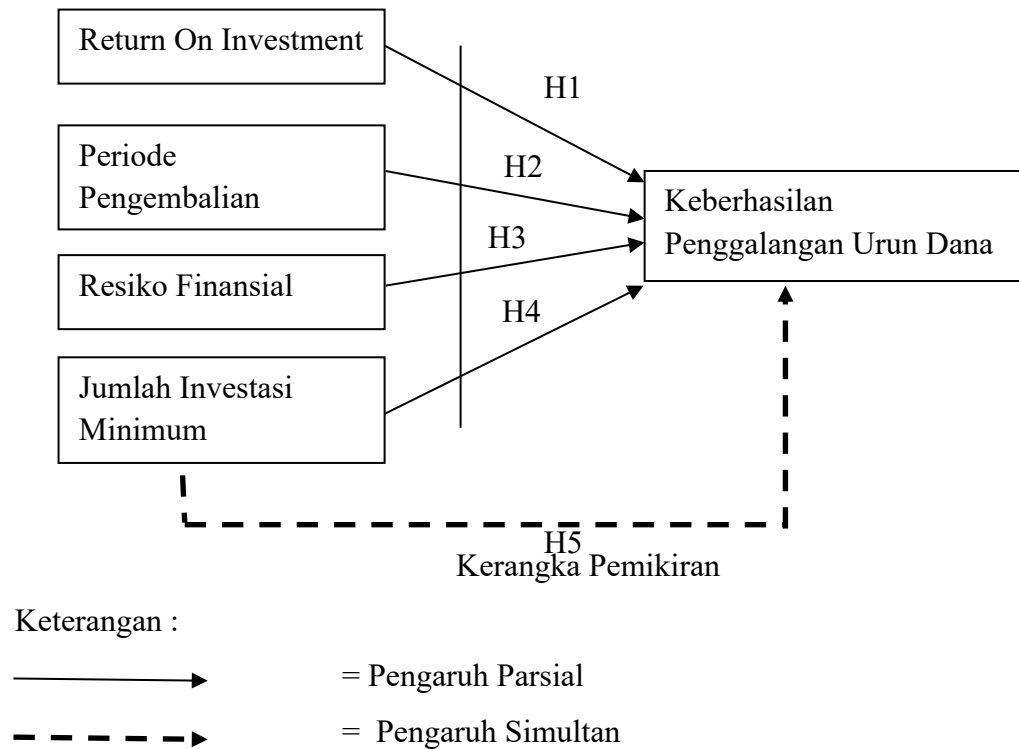 Return On Investment
H1
Periode
Pengembalian
H2
Keberhasilan
Penggalangan Urun Dana
H3
Resiko Finansial
H4
Jumlah Investasi
Minimum
H5
Kerangka Pemikiran
Keterangan :
= Pengaruh Parsial
= Pengaruh Simultan